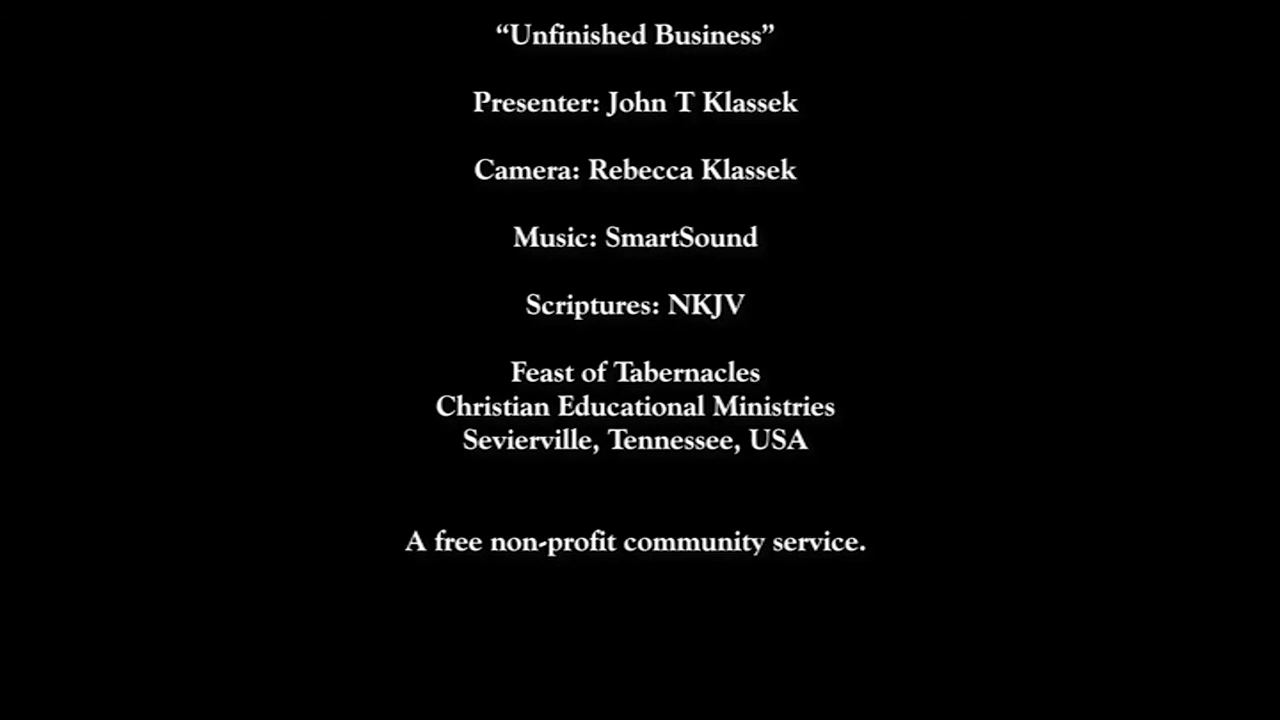 “Unfinished Business”
Presenter: John T Klassek
Camera: Rebecca Klassek
Music: SmartSound
Scriptures: NKJV
Feast of Tabernacles
Christian Educational Ministries
Sevierville, Tennessee, USA
A free non-profit community service.